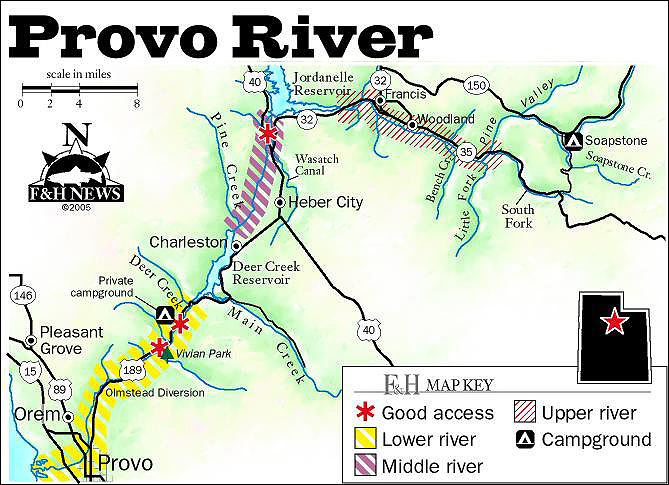 Provo River
scale in miles
0 2 4 8
N
F&H NEWS
©2005
40
Jordanelle
Reservoir
32
Francis
150
Woodland
32
35
Pine Valley
Soapstone
Soapstone Cr.
Bench Cr.
Little Fork
South
Fork
Pine Creek
Wasatch
Canal
Heber City
Charleston
Deer Creek
Reservoir
Deer Creek
Private
campground
Main Creek
40
146
Pleasant
Grove
15
89
Vivian Park
189
Olmstead Diversion
Orem
Provo
F&H MAP KEY
Good access
Upper river
Lower river
Campground
Middle river